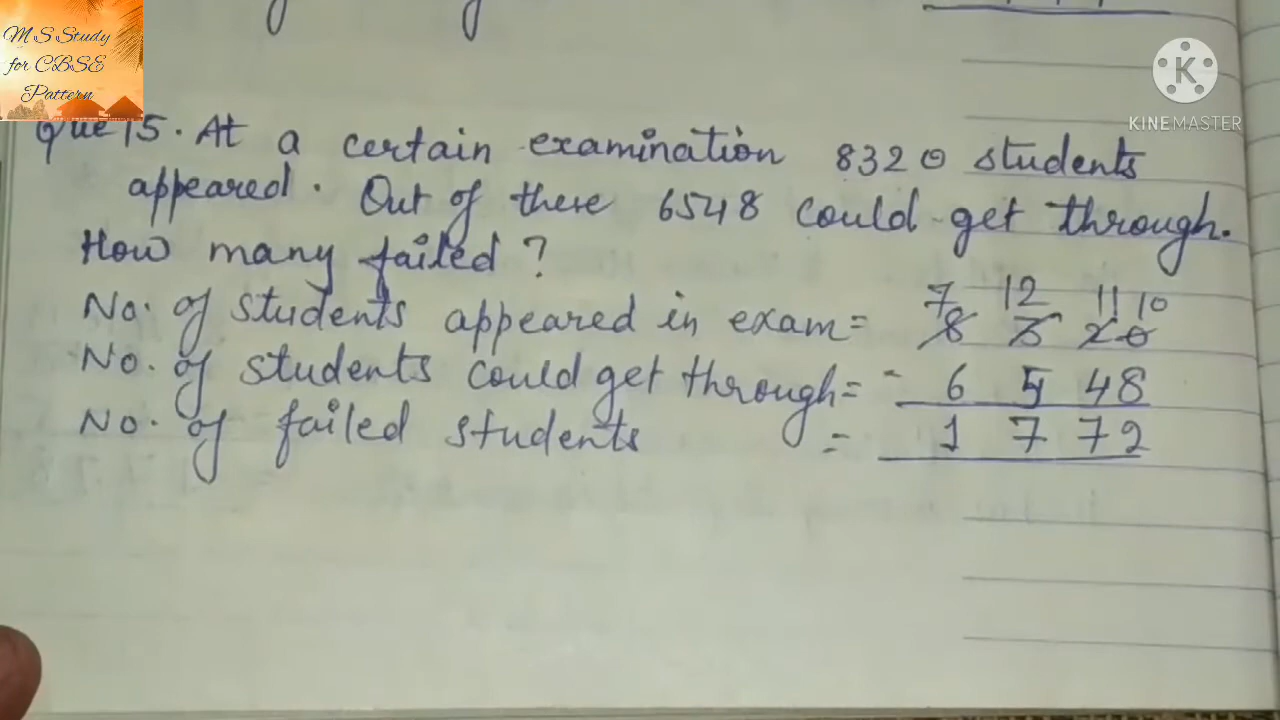 M S Study
for CBSE
Pattern
KINEMASTER
Que 15. At a certain examination 8320 students
appeared. Out of these 6548 could get through.
How many failed?
7 12 11 10
No. of students appeared in exam = 8 3 2 0
No. of students could get through = - 6 5 4 8
No. of failed students = 1 7 7 2